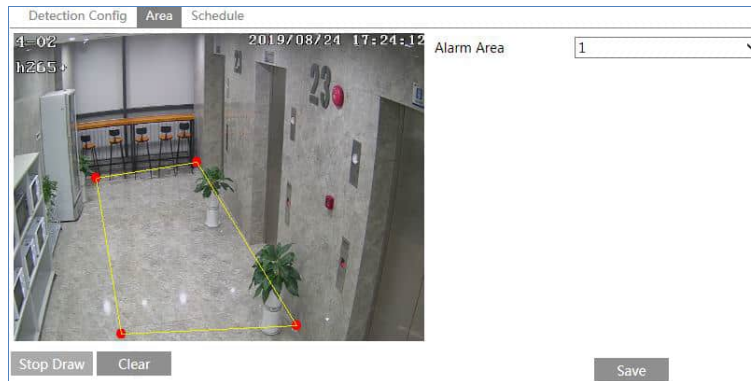 Detection Config Area Schedule
4-02 2019/08/24 17:24:12
h265+
23
23
Alarm Area 1
Stop Draw Clear
Save